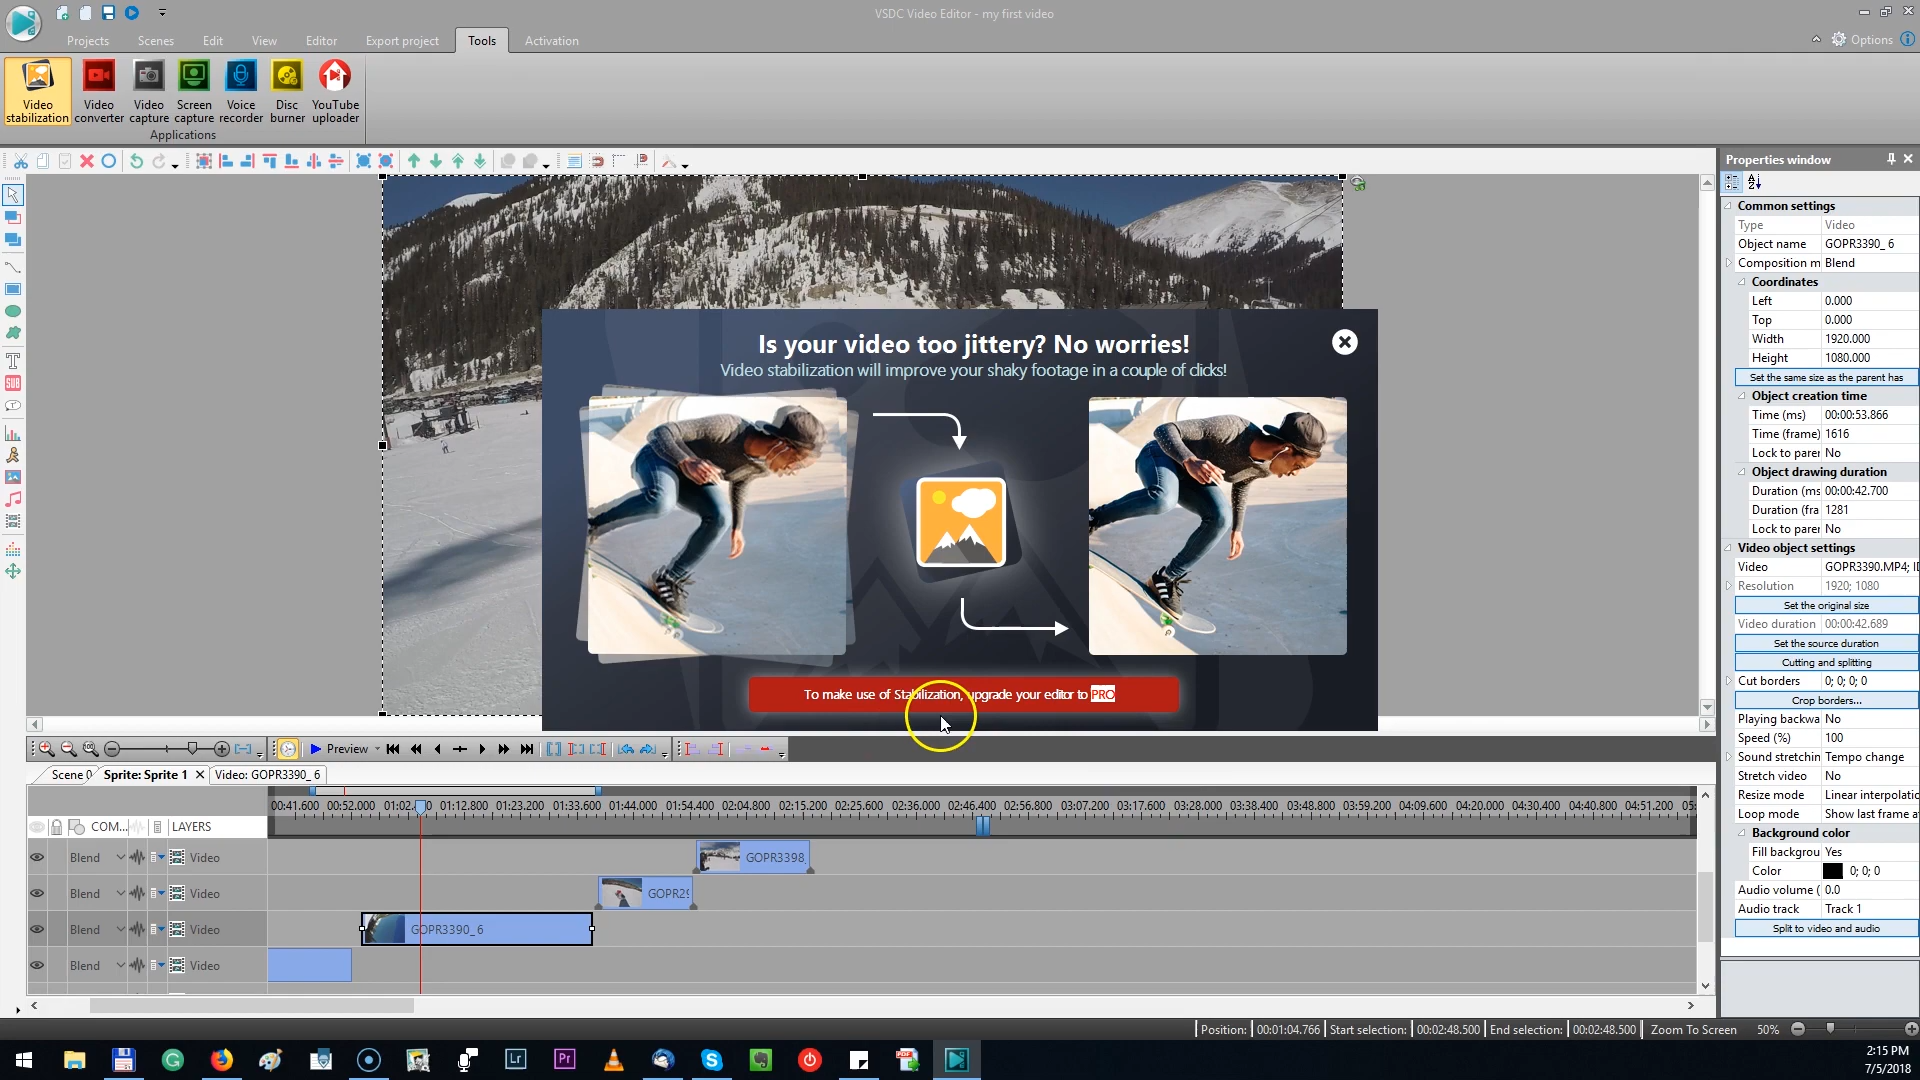 VSDC Video Editor - my first video
Projects Scenes Edit View Editor Export project Tools Activation
Options
Video stabilization
Video converter
Video capture
Screen capture
Voice recorder
Disc burner
YouTube uploader
Applications
Properties window
Common settings
Type Video
Object name GOPR3390_ 6
Composition m Blend
Coordinates
Left 0.000
Top 0.000
Width 1920.000
Height 1080.000
Set the same size as the parent has
Object creation time
Time (ms) 00:00:53.866
Time (frame) 1616
Lock to parer No
Object drawing duration
Duration (ms 00:00:42.700
Duration (fra 1281
Lock to parer No
Video object settings
Video GOPR3390.MP4; ID
Resolution 1920; 1080
Set the original size
Video duration 00:00:42.689
Set the source duration
Cutting and splitting
Cut borders 0; 0; 0; 0
Crop borders...
Playing backwa No
Speed (%) 100
Sound stretchin Tempo change
Stretch video No
Resize mode Linear interpolatic
Loop mode Show last frame a
Background color
Fill backgrou Yes
Color 0; 0; 0
Audio volume ( 0.0
Audio track Track 1
Split to video and audio
SUB
T
Is your video too jittery? No worries!
Video stabilization will improve your shaky footage in a couple of clicks!
To make use of Stabilization, upgrade your editor to PRO
Preview
Scene 0 Sprite: Sprite 1 Video: GOPR3390_ 6
00:41.600 00:52.000 01:12.800 01:23.200 01:33.600 01:44.000 01:54.400 02:04.800 02:15.200 02:25.600 02:36.000 02:46.400 02:56.800 03:07.200 03:17.600 03:28.000 03:38.400 03:48.800 03:59.200 04:09.600 04:20.000 04:30.400 04:40.800 04:51.200
COM... LAYERS
Blend Video GOPR3398_
Blend Video GOPR29
Blend Video GOPR3390_ 6
Blend Video
Position: 00:01:04.766 Start selection: 00:02:48.500 End selection: 00:02:48.500 Zoom To Screen 50%
Lr Pr
2:15 PM
7/5/2018